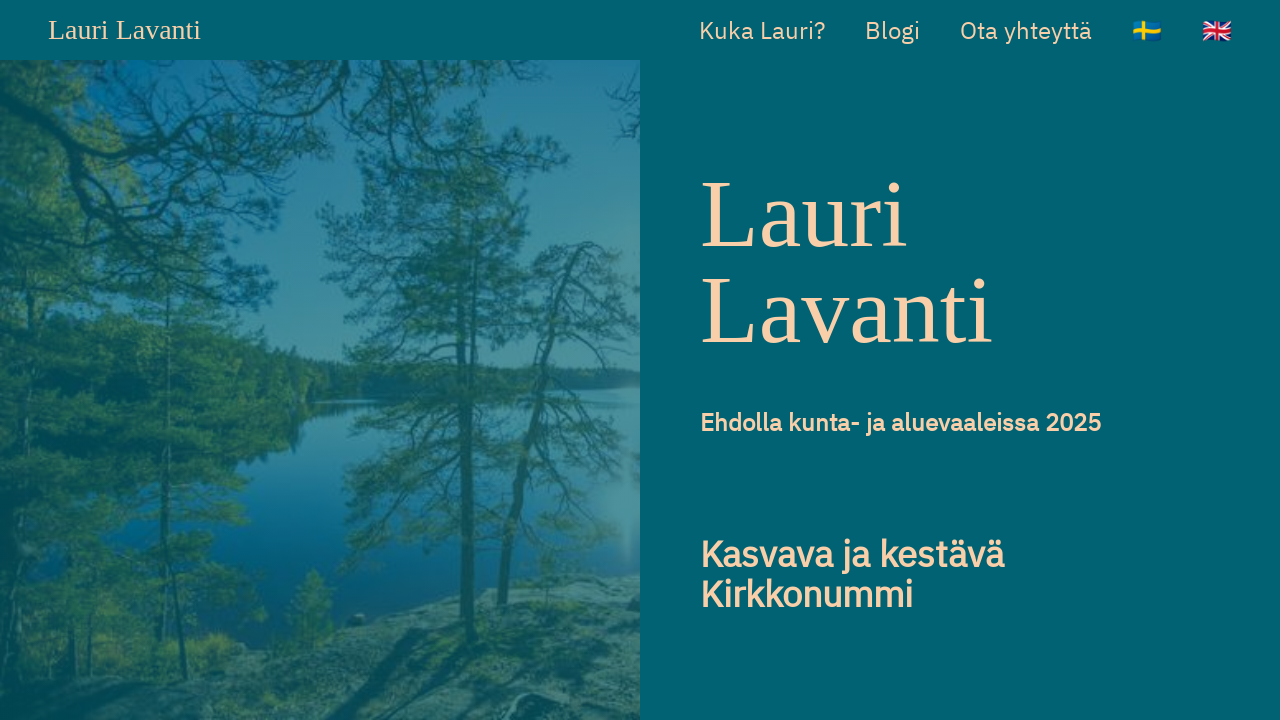 Lauri Lavanti
Kuka Lauri?
Blogi
Ota yhteyttä
Lauri
Lavanti
Ehdolla kunta- ja aluevaaleissa 2025
Kasvava ja kestävä
Kirkkonummi